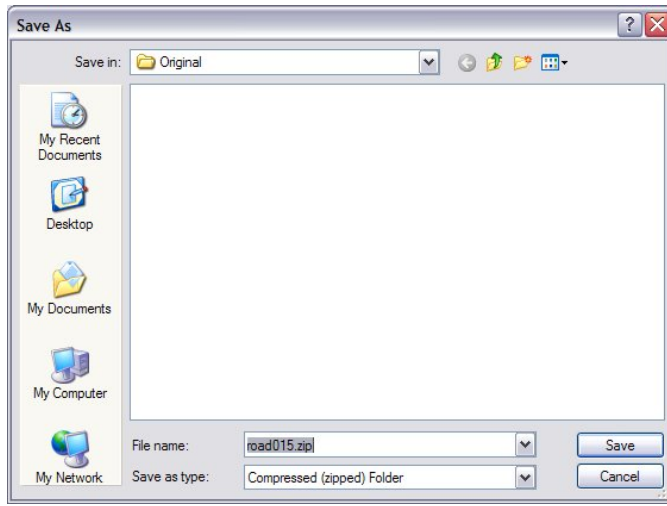 Save As
Save in: Original
My Recent
Documents
Desktop
My Documents
My Computer
My Network
File name: road015.zip
Save
Save as type: Compressed (zipped) Folder
Cancel